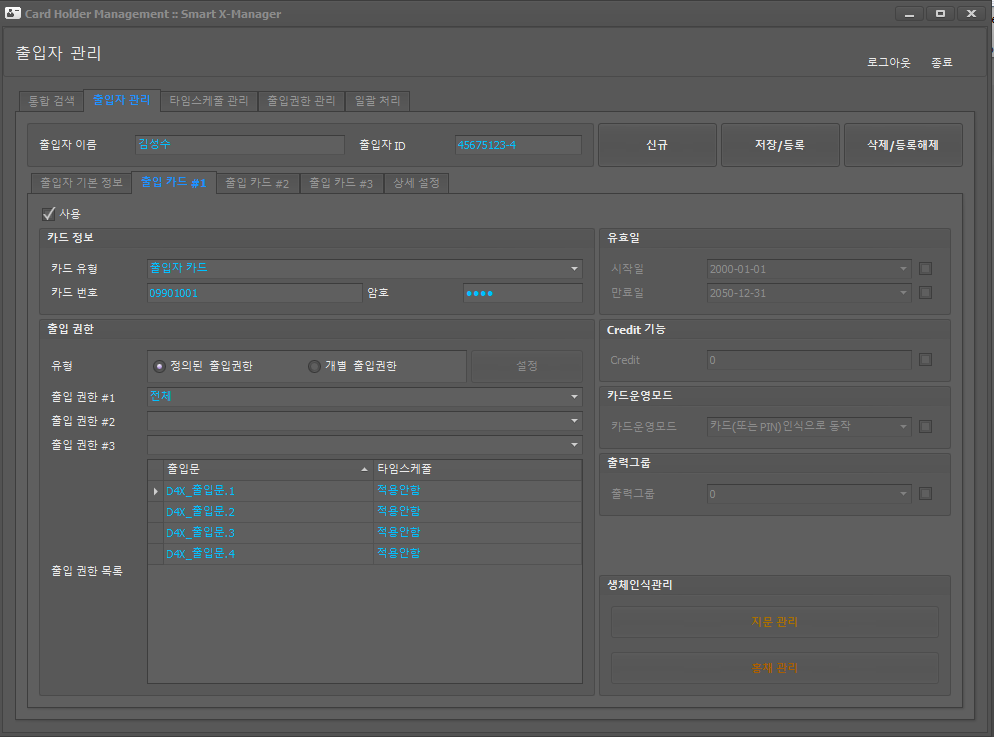 Card Holder Management :: Smart X-Manager
출입자 관리
로그아웃 종료
통합 검색 출입자 관리 타임스케쥴 관리 출입권한 관리 일괄 처리
출입자 이름 김성수 출입자 ID 45675123-4 신규 저장/등록 삭제/등록해제
출입자 기본 정보 출입 카드 #1 출입 카드 #2 출입 카드 #3 상세 설정
사용
카드 정보
카드 유형 출입자 카드
카드 번호 09901001 암호 ●●●●
출입 권한
유형 정의된 출입권한 개별 출입권한 설정
출입 권한 #1 전체
출입 권한 #2
출입 권한 #3
출입문 타임스케쥴
D4X_출입문.1 적용안함
D4X_출입문.2 적용안함
D4X_출입문.3 적용안함
D4X_출입문.4 적용안함
출입 권한 목록
유효일
시작일 2000-01-01
만료일 2050-12-31
Credit 기능
Credit 0
카드운영모드
카드운영모드 카드(또는 PIN)인식으로 동작
출력그룹
출력그룹 0
생체인식관리
지문 관리
홍채 관리